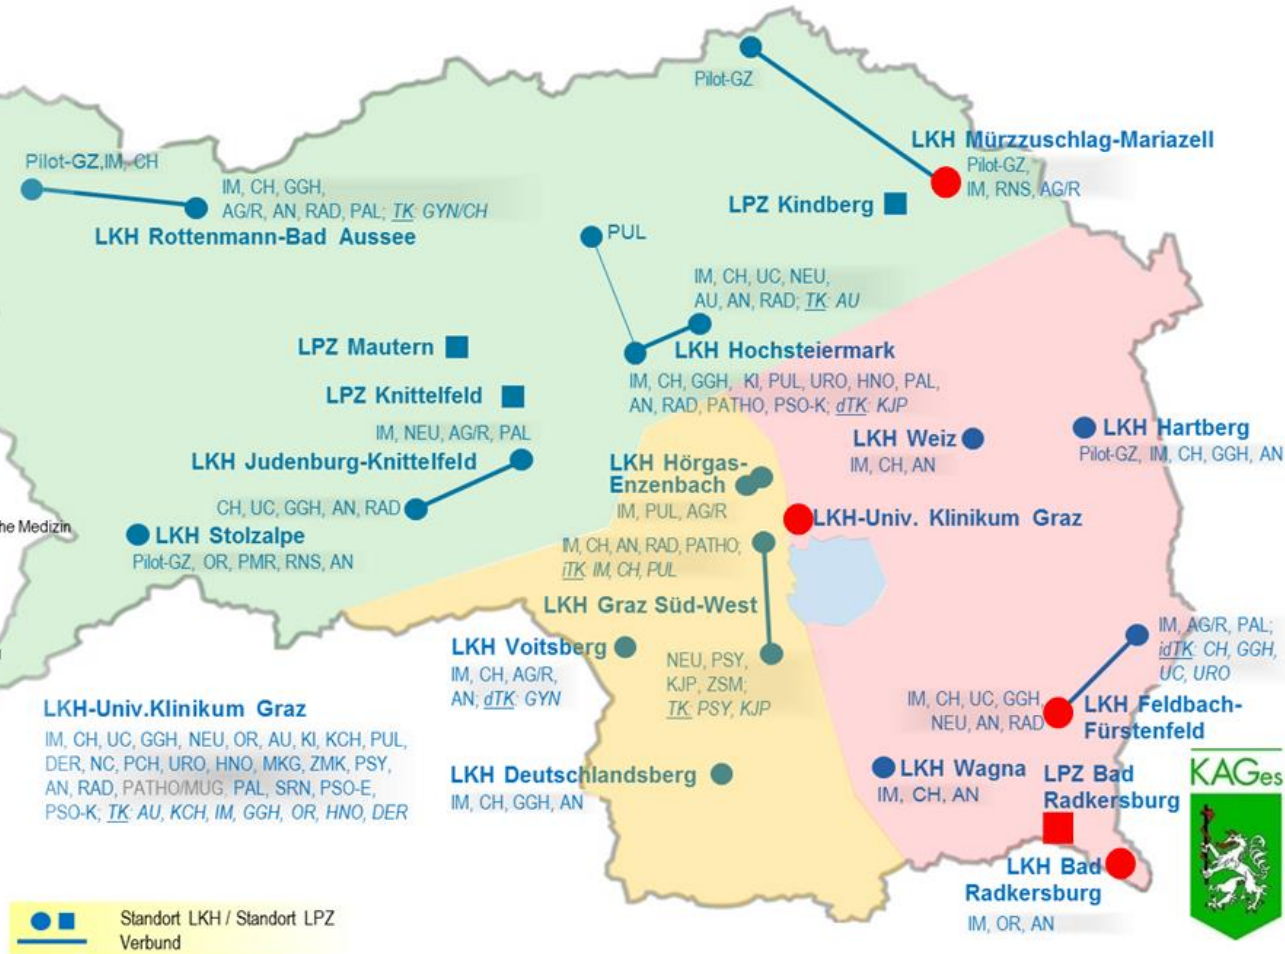 Pilot-GZ
LKH Mürzzuschlag-Mariazell
Pilot-GZ,
IM, RNS, AG/R
Pilot-GZ,IM, CH
IM, CH, GGH,
AG/R, AN, RAD, PAL; TK: GYN/CH
LKH Rottenmann-Bad Aussee
LPZ Kindberg
PUL
IM, CH, UC, NEU,
AU, AN, RAD; TK: AU
LPZ Mautern
LKH Hochsteiermark
IM, CH, GGH, KI, PUL, URO, HNO, PAL,
AN, RAD, PATHO, PSO-K; dTK: KJP
LPZ Knittelfeld
IM, NEU, AG/R, PAL
LKH Judenburg-Knittelfeld
CH, UC, GGH, AN, RAD
he Medizin
LKH Stolzalpe
Pilot-GZ, OR, PMR, RNS, AN
LKH Weiz
IM, CH, AN
LKH Hartberg
Pilot-GZ, IM, CH, GGH, AN
LKH Hörgas-
Enzenbach
IM, PUL, AG/R
LKH-Univ. Klinikum Graz
IM, CH, AN, RAD, PATHO;
iTK: IM, CH, PUL
LKH Graz Süd-West
NEU, PSY,
KJP, ZSM;
TK: PSY, KJP
LKH Voitsberg
IM, CH, AG/R,
AN; dTK: GYN
IM, AG/R, PAL;
idTK: CH, GGH,
UC, URO
IM, CH, UC, GGH,
NEU, AN, RAD
LKH Feldbach-
Fürstenfeld
LKH-Univ.Klinikum Graz
IM, CH, UC, GGH, NEU, OR, AU, KI, KCH, PUL,
DER, NC, PCH, URO, HNO, MKG, ZMK, PSY,
AN, RAD, PATHO/MUG, PAL, SRN, PSO-E,
PSO-K; TK: AU, KCH, IM, GGH, OR, HNO, DER
LKH Deutschlandsberg
IM, CH, GGH, AN
LKH Wagna
IM, CH, AN
LPZ Bad
Radkersburg
LKH Bad
Radkersburg
IM, OR, AN
KAGes
Standort LKH / Standort LPZ
Verbund